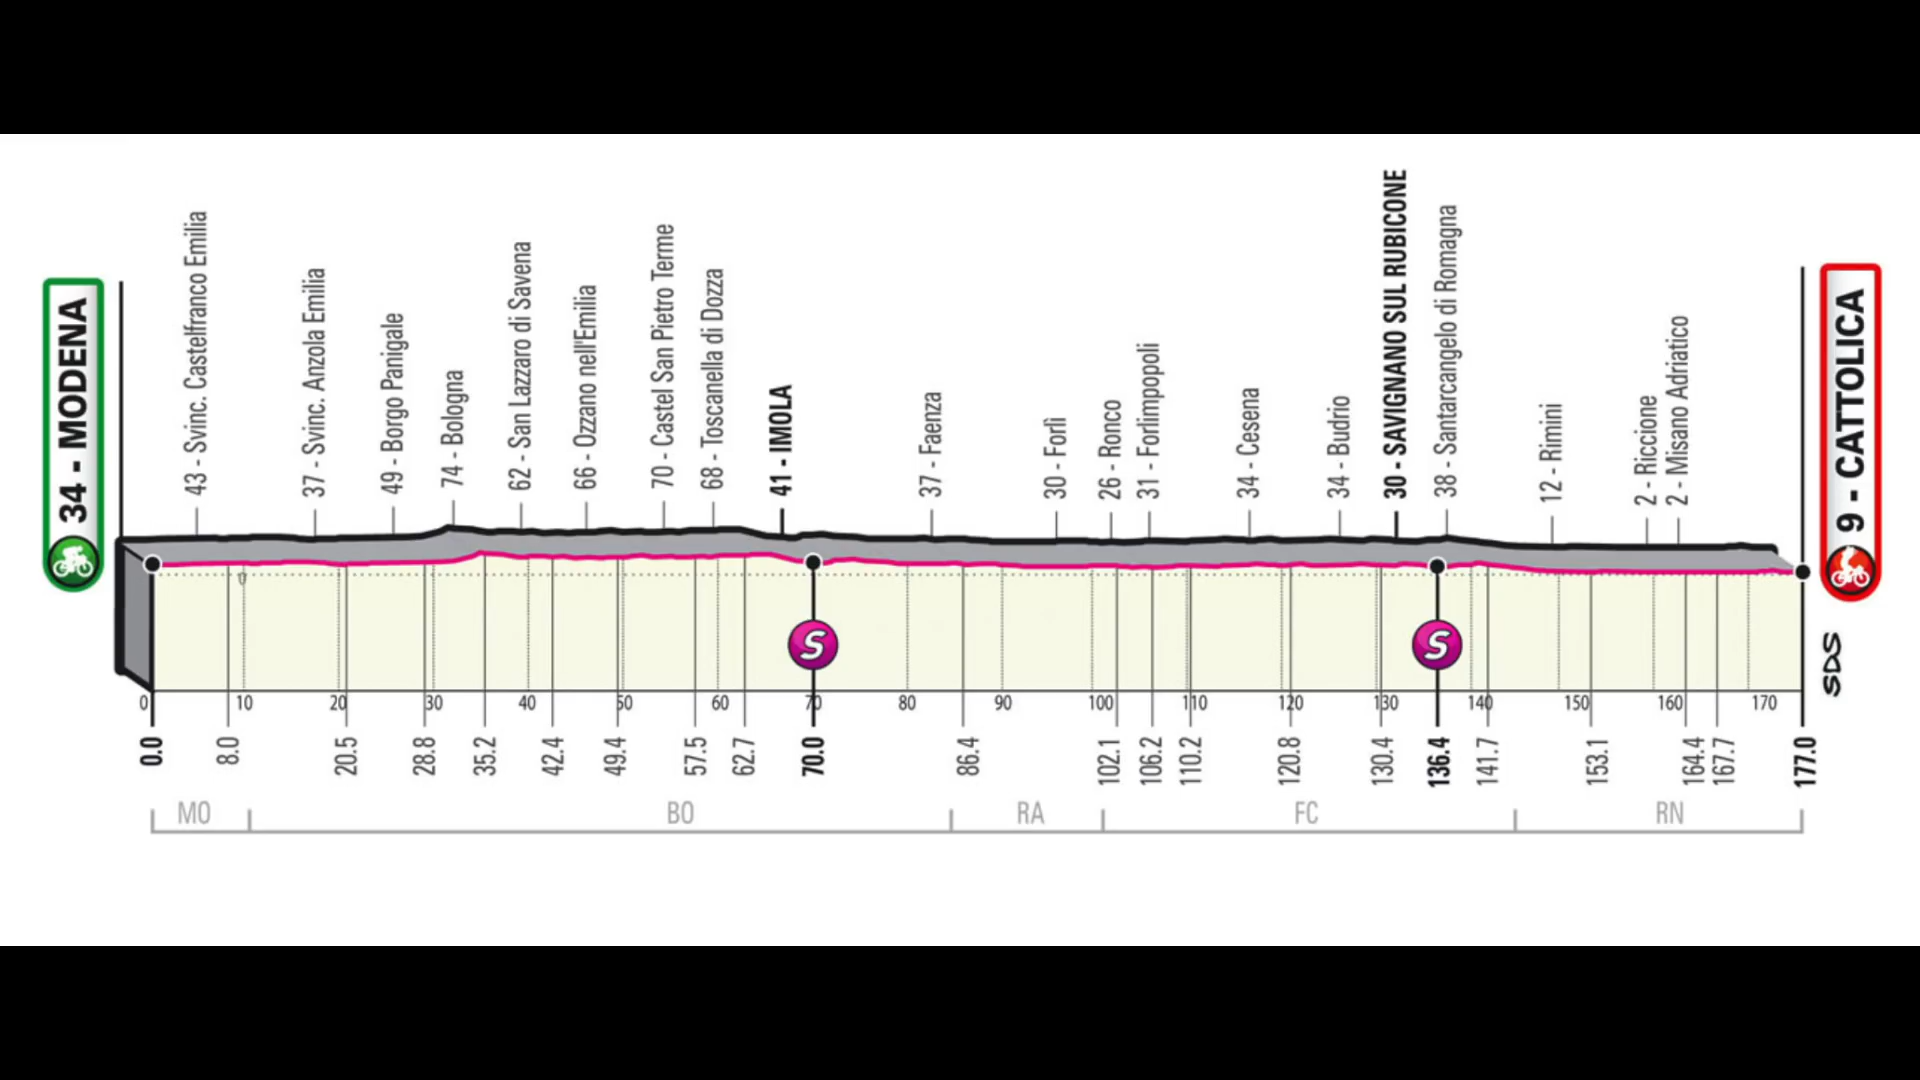 34 - MODENA
43 - Svinc. Castelfranco Emilia
37 - Svinc. Anzola Emilia
49 - Borgo Panigale
74 - Bologna
62 - San Lazzaro di Savena
66 - Ozzano nell'Emilia
70 - Castel San Pietro Terme
68 - Toscanella di Dozza
41 - IMOLA
37 - Faenza
30 - Forlì
26 - Ronco
31 - Forlimpopoli
34 - Cesena
34 - Budrio
30 - SAVIGNANO SUL RUBICONE
38 - Santarcangelo di Romagna
12 - Rimini
2 - Riccione
2 - Misano Adriatico
9 - CATTOLICA
S
S
SDS
0 10 20 30 40 50 60 70 80 90 100 110 120 130 140 150 160 170
0.0 8.0 20.5 28.8 35.2 42.4 49.4 57.5 62.7 70.0 86.4 102.1 106.2 110.2 120.8 130.4 136.4 141.7 153.1 164.4 167.7 177.0
MO BO RA FC RN